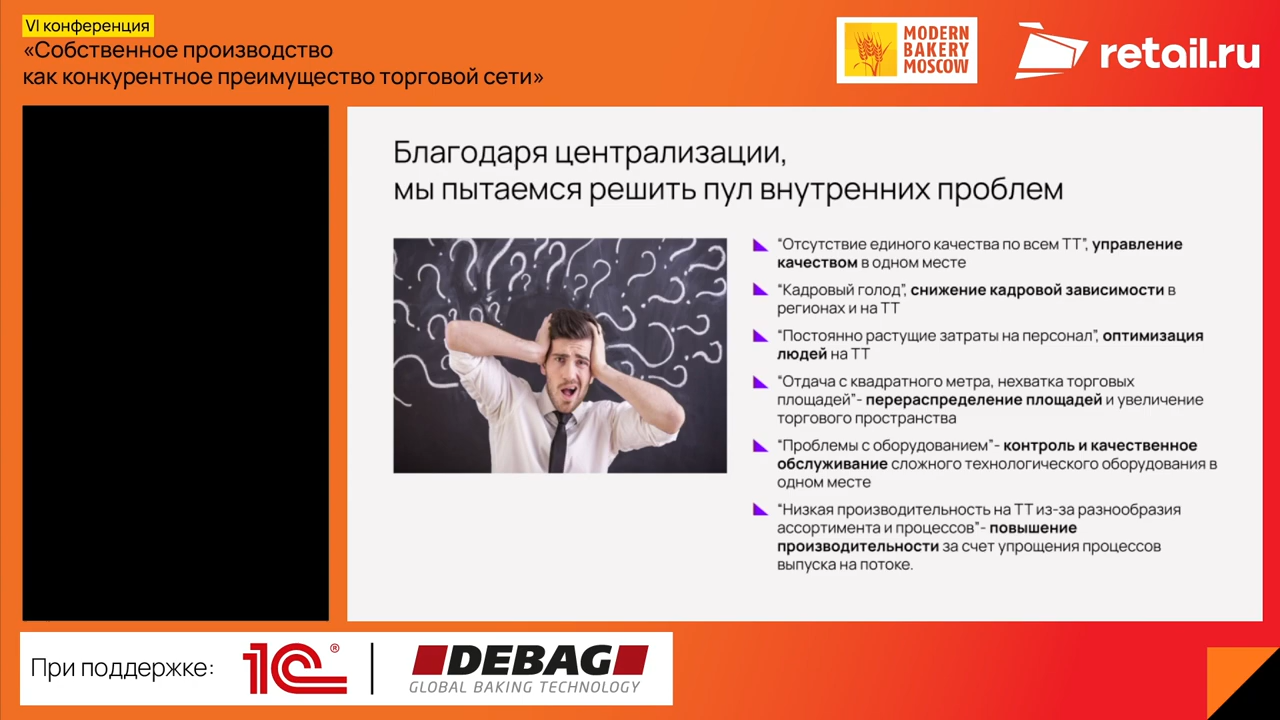 VI конференция
«Собственное производство
как конкурентное преимущество торговой сети»
MODERN
BAKERY
MOSCOW
retail.ru
Благодаря централизации,
мы пытаемся решить пул внутренних проблем
“Отсутствие единого качества по всем ТТ”, управление
качеством в одном месте
“Кадровый голод”, снижение кадровой зависимости в
регионах и на ТТ
“Постоянно растущие затраты на персонал”, оптимизация
людей на ТТ
“Отдача с квадратного метра, нехватка торговых
площадей”- перераспределение площадей и увеличение
торгового пространства
“Проблемы с оборудованием”- контроль и качественное
обслуживание сложного технологического оборудования в
одном месте
“Низкая производительность на ТТ из-за разнообразия
ассортимента и процессов”- повышение
производительности за счет упрощения процессов
выпуска на потоке.
При поддержке:
1С®
DEBAG
GLOBAL BAKING TECHNOLOGY